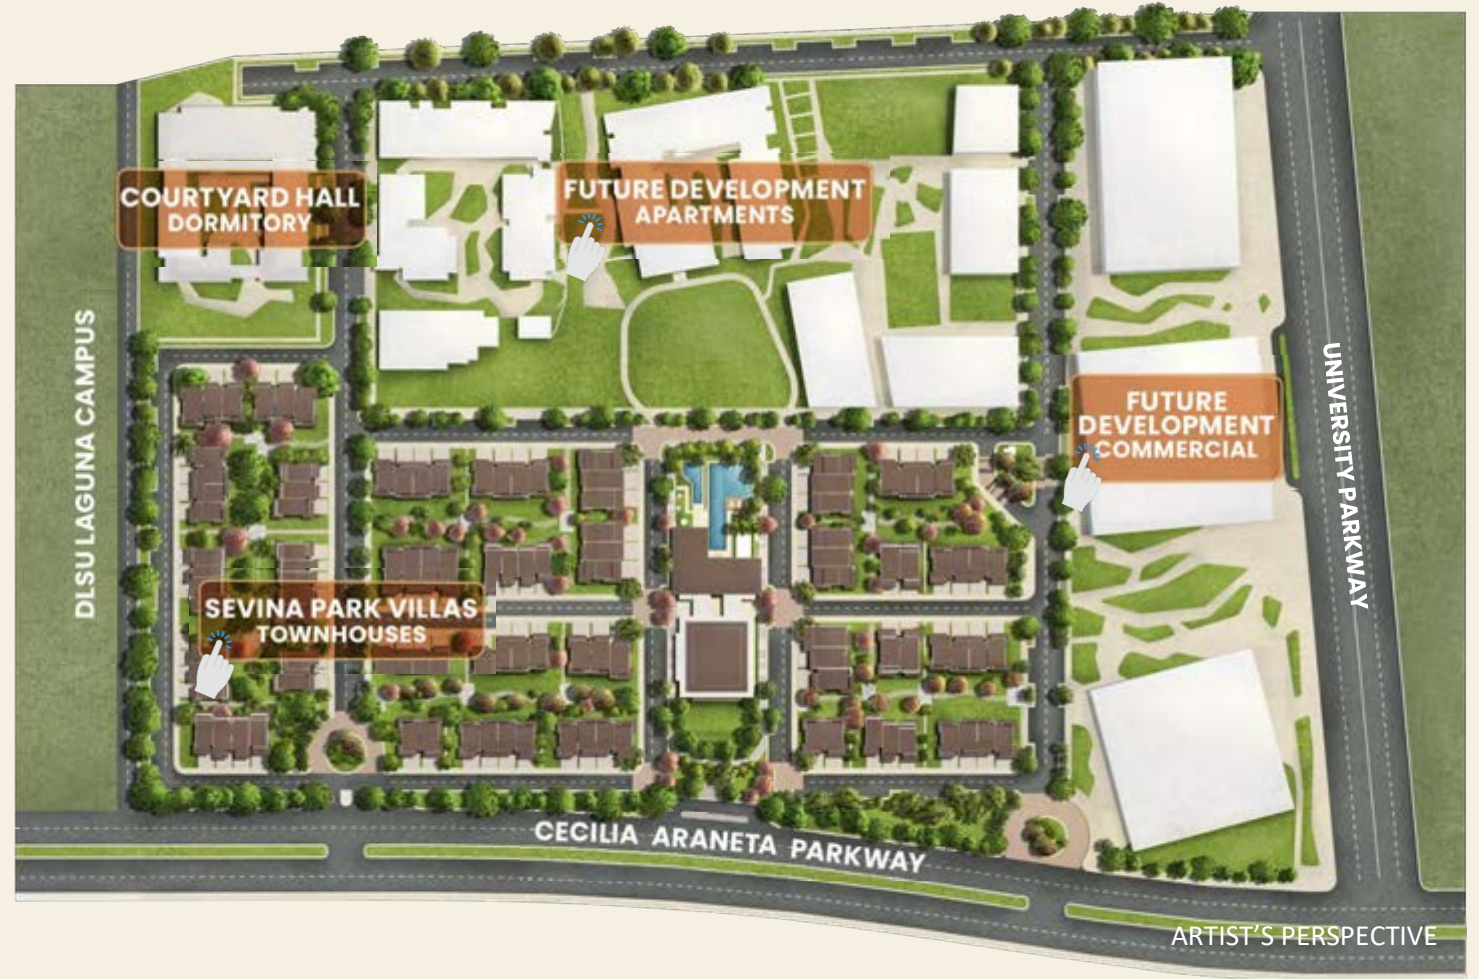 COURTYARD HALL
DORMITORY
FUTURE DEVELOPMENT
APARTMENTS
DLSU LAGUNA CAMPUS
FUTURE
DEVELOPMENT
COMMERCIAL
UNIVERSITY PARKWAY
SEVINA PARK VILLAS
TOWNHOUSES
CECILIA ARANETA PARKWAY
ARTIST'S PERSPECTIVE